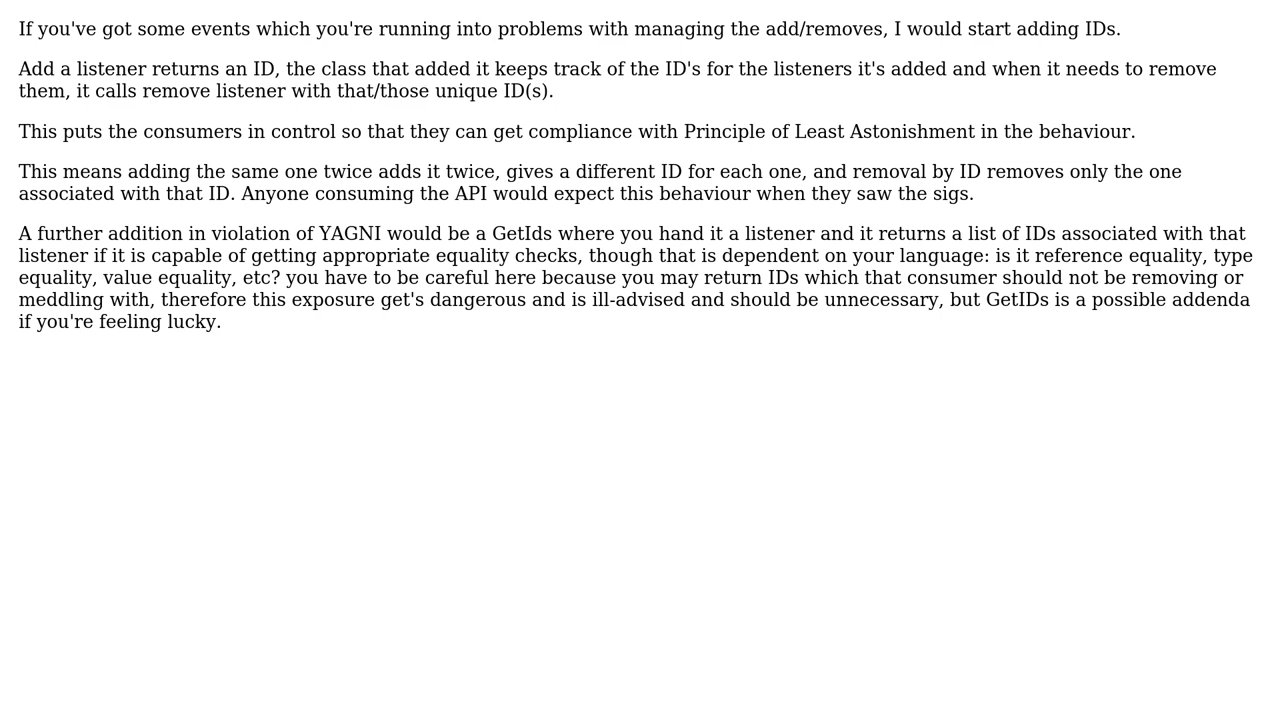 If you've got some events which you're running into problems with managing the add/removes, I would start adding IDs.
Add a listener returns an ID, the class that added it keeps track of the ID's for the listeners it's added and when it needs to remove
them, it calls remove listener with that/those unique ID(s).
This puts the consumers in control so that they can get compliance with Principle of Least Astonishment in the behaviour.
This means adding the same one twice adds it twice, gives a different ID for each one, and removal by ID removes only the one
associated with that ID. Anyone consuming the API would expect this behaviour when they saw the sigs.
A further addition in violation of YAGNI would be a GetIds where you hand it a listener and it returns a list of IDs associated with that
listener if it is capable of getting appropriate equality checks, though that is dependent on your language: is it reference equality, type
equality, value equality, etc? you have to be careful here because you may return IDs which that consumer should not be removing or
meddling with, therefore this exposure get's dangerous and is ill-advised and should be unnecessary, but GetIDs is a possible addenda
if you're feeling lucky.